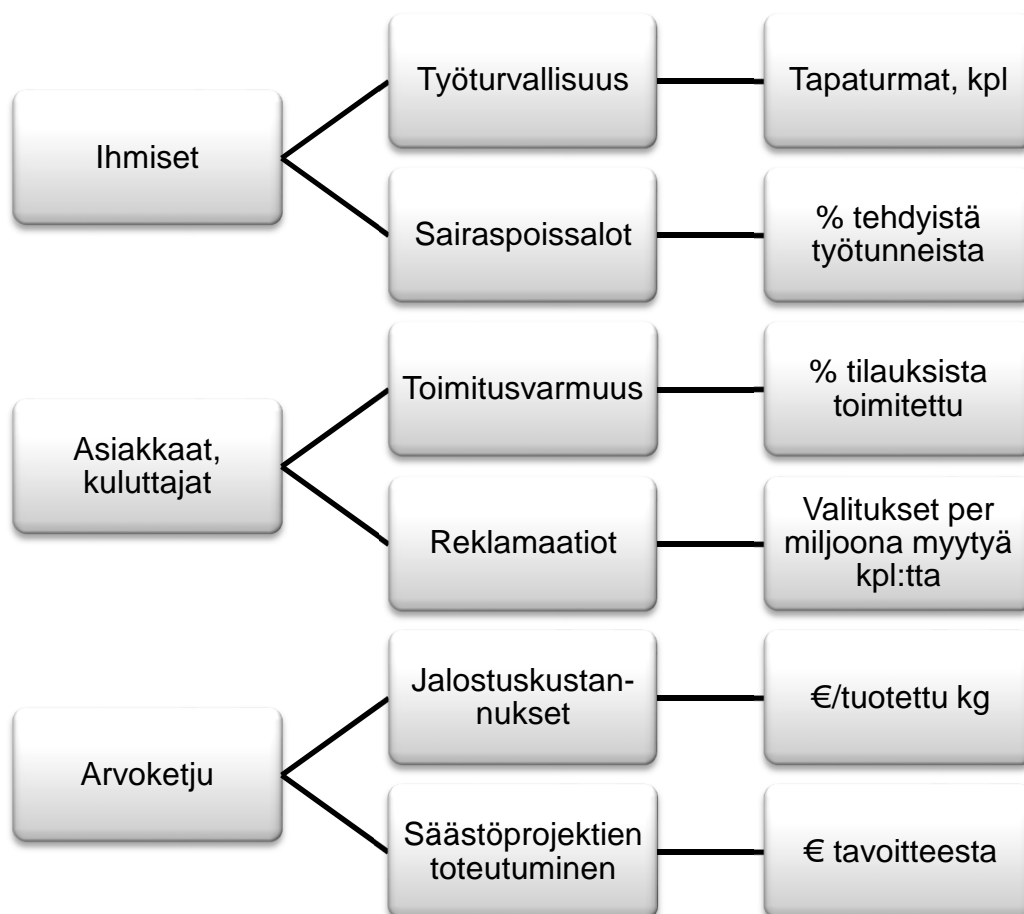 Ihmiset
Työturvallisuus
Tapaturmat, kpl
Sairaspoissalot
% tehdyistä
työtunneista
Asiakkaat,
kuluttajat
Toimitusvarmuus
% tilauksista
toimitettu
Reklamaatiot
Valitukset per
miljoona myytyä
kpl:tta
Arvoketju
Jalostuskustan-
nukset
€/tuotettu kg
Säästöprojektien
toteutuminen
€ tavoitteesta